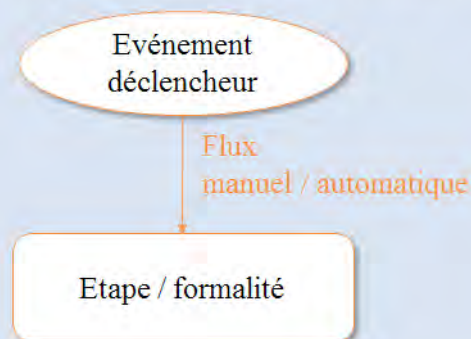 Evénement
déclencheur
Flux
manuel / automatique
Etape / formalité